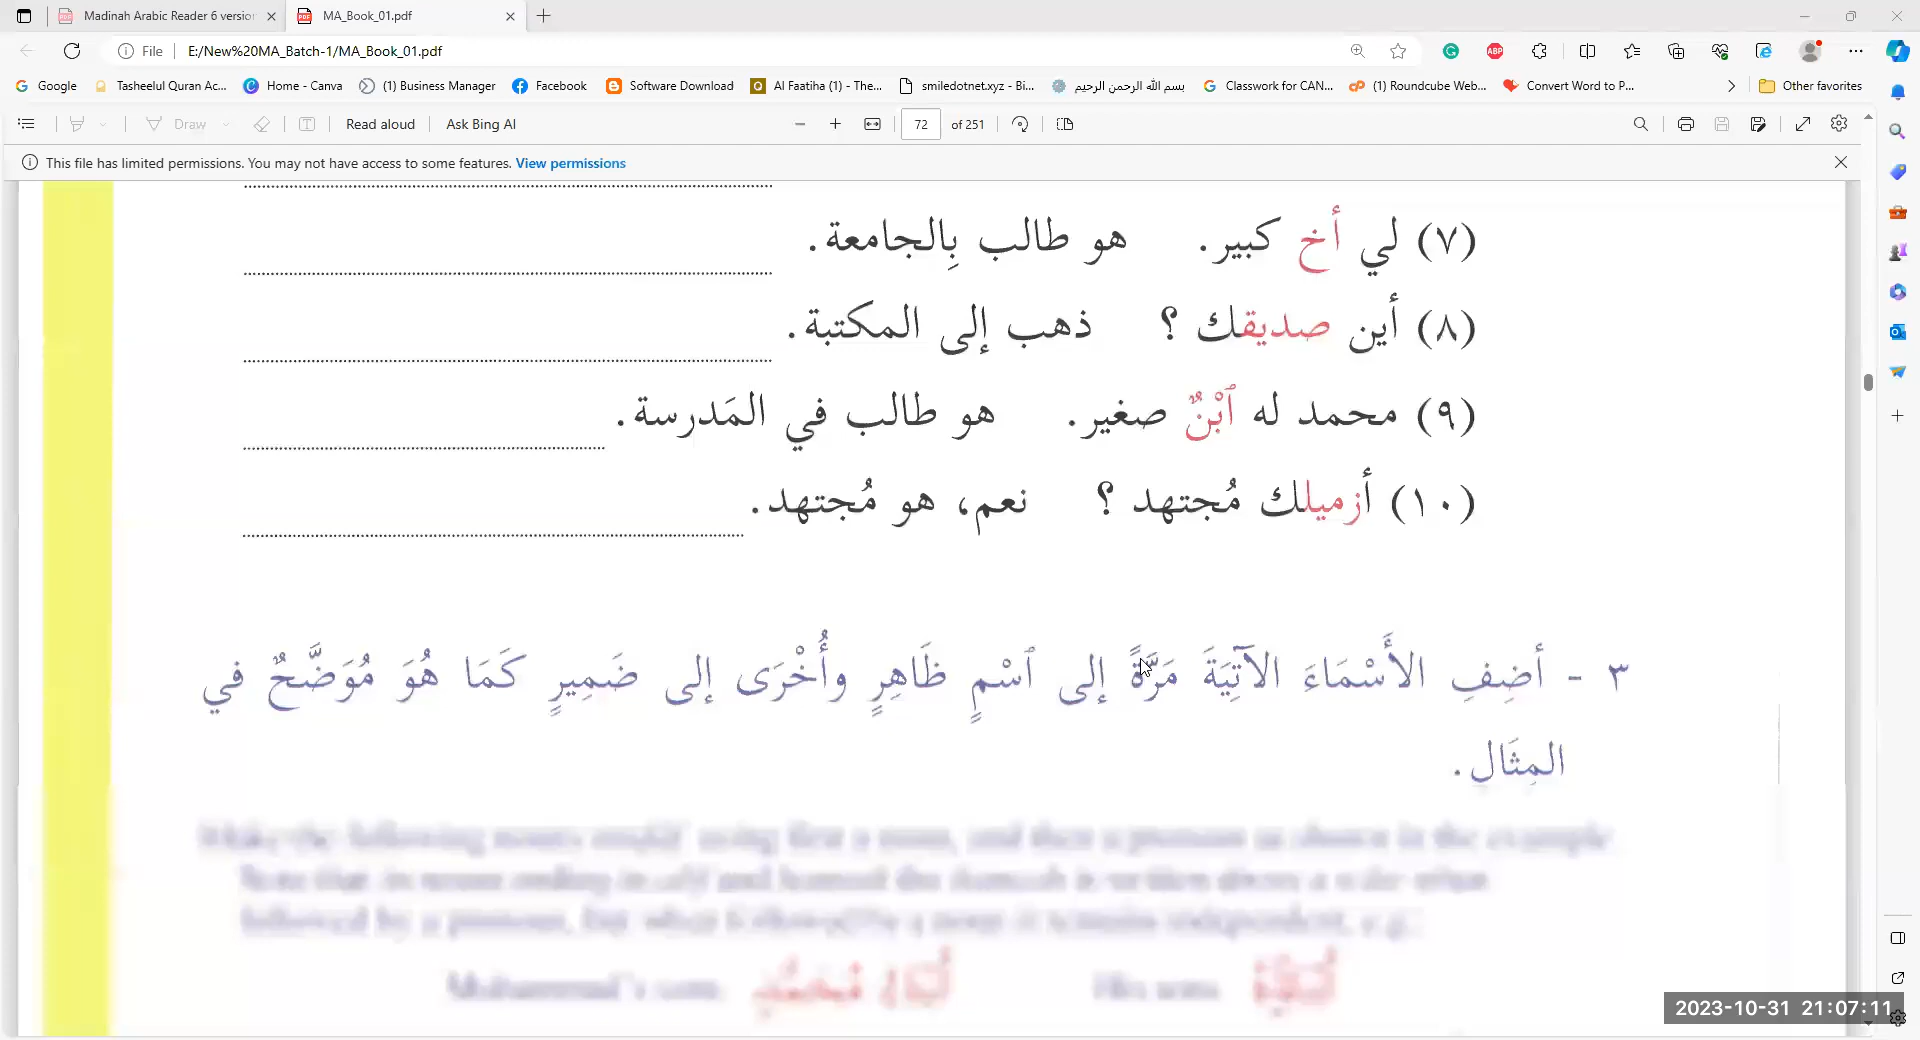 Madinah Arabic Reader 6 versio
MA_Book_01.pdf
File
E:/New%20MA_Batch-1/MA_Book_01.pdf
Google
Tasheelul Quran Ac...
Home - Canva
(1) Business Manager
Facebook
Software Download
Al Faatiha (1) - The...
smiledotnet.xyz - Bi...
بسم الله الرحمن الرحيم
Classwork for CAN...
(1) Roundcube Web...
Convert Word to P...
Other favorites
Draw
Read aloud
Ask Bing AI
72 of 251
This file has limited permissions. You may not have access to some features. View permissions
(٧) لي أخ كبير. هو طالب بِالجامعة. ........
(٨) أين صديقك ؟ ذهب إلى المكتبة. ........
(٩) محمد له ٱبْنٌ صغير. هو طالب في المَدرسة. ........
(١٠) أزميلك مُجتهد ؟ نعم، هو مُجتهد. ........
٣ - أضِفِ الأَسْمَاءَ الآتِيَةَ مَرَّةً إلى ٱسْمٍ ظَاهِرٍ وأُخْرَى إلى ضَمِيرٍ كَمَا هُوَ مُوَضَّحٌ في
المِثَالِ.
2023-10-31 21:07:11